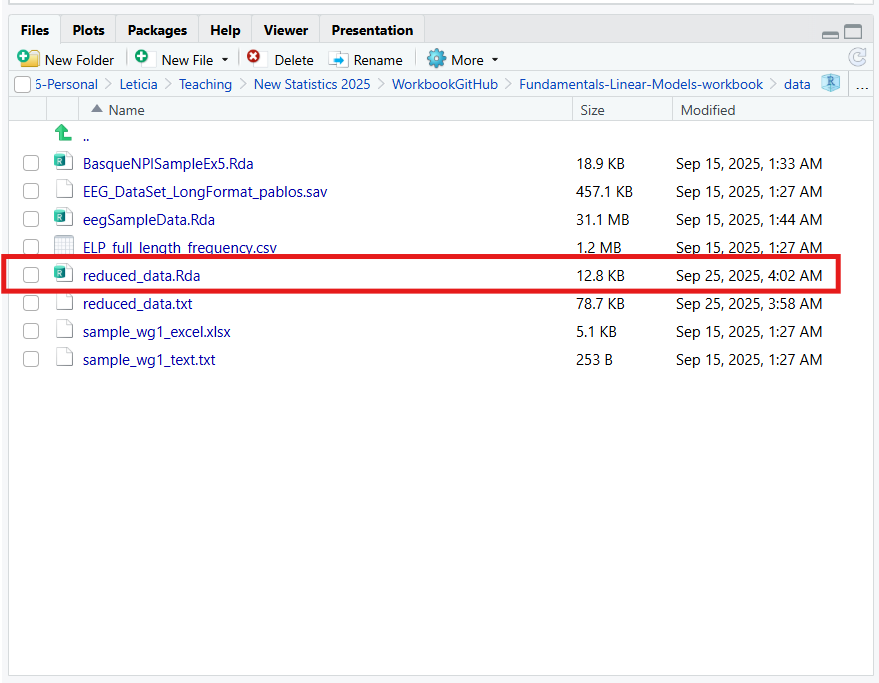 Files Plots Packages Help Viewer Presentation
New Folder New File Delete Rename More
5-Personal Leticia Teaching New Statistics 2025 WorkbookGitHub Fundamentals-Linear-Models-workbook data R ...
Name Size Modified
..
BasqueNPISampleEx5.Rda 18.9 KB Sep 15, 2025, 1:33 AM
EEG_DataSet_LongFormat_pablos.sav 457.1 KB Sep 15, 2025, 1:27 AM
eegSampleData.Rda 31.1 MB Sep 15, 2025, 1:44 AM
ELP_full_length_frequency.csv 1.2 MB Sep 15, 2025, 1:27 AM
reduced_data.Rda 12.8 KB Sep 25, 2025, 4:02 AM
reduced_data.txt 78.7 KB Sep 25, 2025, 3:58 AM
sample_wg1_excel.xlsx 5.1 KB Sep 15, 2025, 1:27 AM
sample_wg1_text.txt 253 B Sep 15, 2025, 1:27 AM